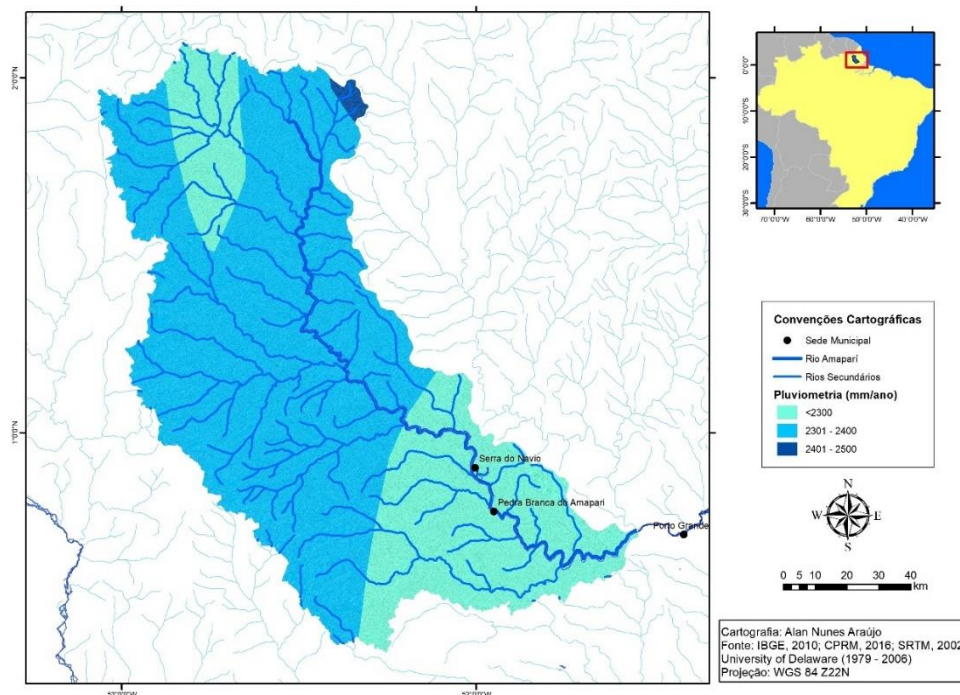 2°0'0"N
1°0'0"N
Serra do Navio
Pedra Branca do Amapari
Porto Grande
0°0'0"
10°0'0"S
20°0'0"S
30°0'0"S
70°0'0"W 60°0'0"W 50°0'0"W 40°0'0"W
Convenções Cartográficas
Sede Municipal
Rio Amaparí
Rios Secundários
Pluviometria (mm/ano)
<2300
2301 - 2400
2401 - 2500
N
W E
S
0 5 10 20 30 40
km
Cartografia: Alan Nunes Araújo
Fonte: IBGE, 2010; CPRM, 2016; SRTM, 2002
University of Delaware (1979 - 2006)
Projeção: WGS 84 Z22N